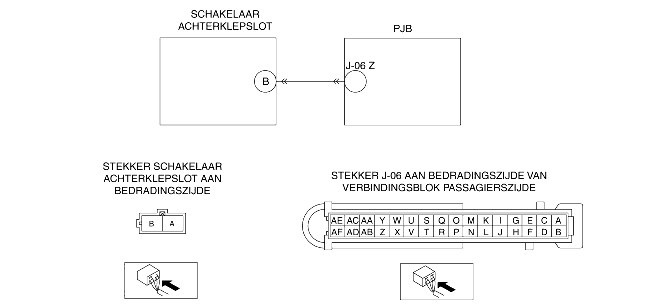 SCHAKELAAR
ACHTERKLEPSLOT
PJB
J-06 Z
B
STEKKER SCHAKELAAR
ACHTERKLEPSLOT AAN
BEDRADINGSZIJDE
STEKKER J-06 AAN BEDRADINGSZIJDE VAN
VERBINDINGSBLOK PASSAGIERSZIJDE
B A
AE AC AA Y W U S Q O M K I G E C A
AF AD AB Z X V T R P N L J H F D B